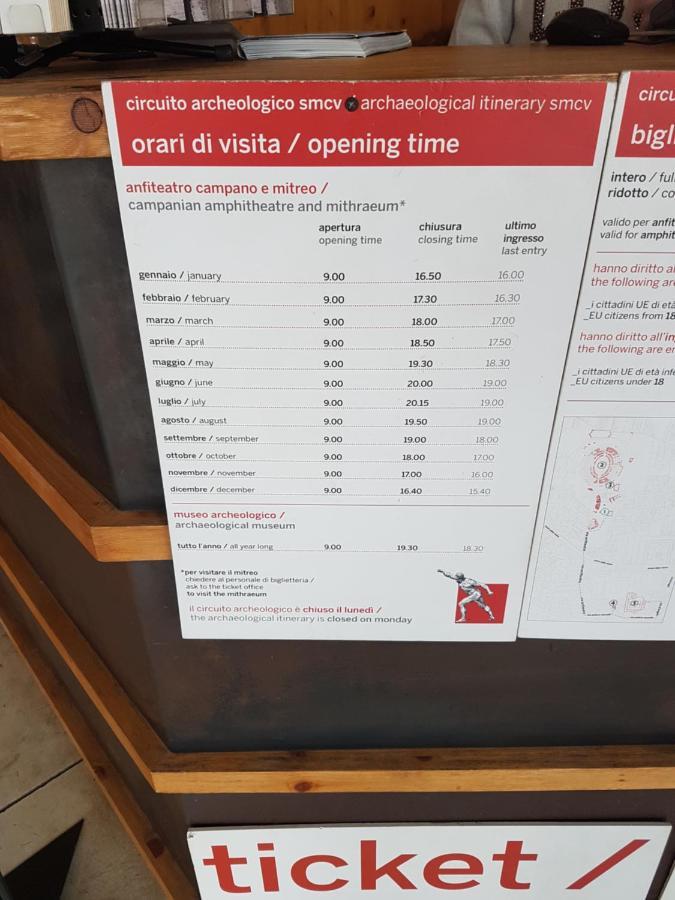 circuito archeologico smcv archaeological itinerary smcv
orari di visita / opening time
anfiteatro campano e mitreo /
campanian amphitheatre and mithraeum*
apertura chiusura ultimo
opening time closing time ingresso
last entry
gennaio / january 9.00 16.50 16.00
febbraio / february 9.00 17.30 16.30
marzo / march 9.00 18.00 17.00
aprile / april 9.00 18.50 17.50
maggio / may 9.00 19.30 18.30
giugno / june 9.00 20.00 19.00
luglio / july 9.00 20.15 19.00
agosto / august 9.00 19.50 19.00
settembre / september 9.00 19.00 18.00
ottobre / october 9.00 18.00 17.00
novembre / november 9.00 17.00 16.00
dicembre / december 9.00 16.40 15.40
museo archeologico /
archaeological museum
tutto l'anno / all year long 9.00 19.30 18.30
*per visitare il mitreo
chiedere al personale di biglietteria /
ask to the ticket office
to visit the mithraeum
il circuito archeologico è chiuso il lunedì /
the archaeological itinerary is closed on monday
circu
bigli
intero / ful
ridotto / co
valido per anfit
valid for amphit
hanno diritto al
the following ar
_i cittadini UE di età
_EU citizens from 18
hanno diritto all'in
the following are en
_i cittadini UE di età infe
_EU citizens under 18
ticket /